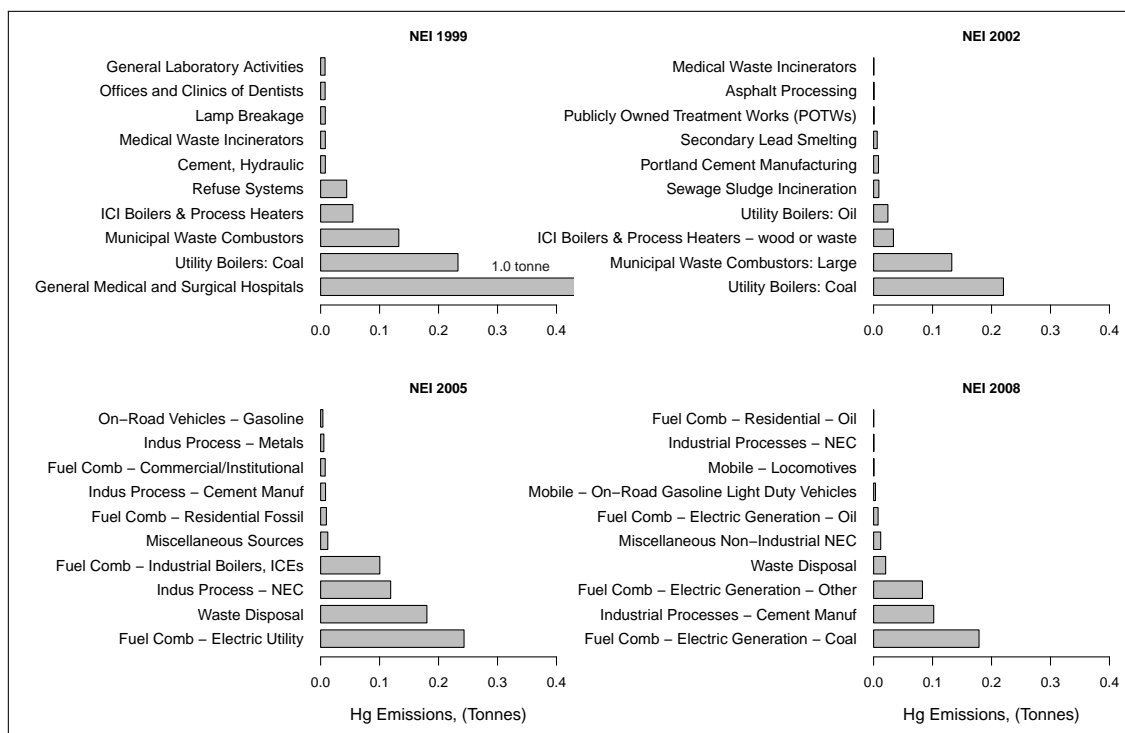 NEI 1999
General Laboratory Activities
Offices and Clinics of Dentists
Lamp Breakage
Medical Waste Incinerators
Cement, Hydraulic
Refuse Systems
ICI Boilers & Process Heaters
Municipal Waste Combustors
Utility Boilers: Coal
1.0 tonne
General Medical and Surgical Hospitals
0.0 0.1 0.2 0.3 0.4
NEI 2002
Medical Waste Incinerators
Asphalt Processing
Publicly Owned Treatment Works (POTWs)
Secondary Lead Smelting
Portland Cement Manufacturing
Sewage Sludge Incineration
Utility Boilers: Oil
ICI Boilers & Process Heaters − wood or waste
Municipal Waste Combustors: Large
Utility Boilers: Coal
0.0 0.1 0.2 0.3 0.4
NEI 2005
On−Road Vehicles − Gasoline
Indus Process − Metals
Fuel Comb − Commercial/Institutional
Indus Process − Cement Manuf
Fuel Comb − Residential Fossil
Miscellaneous Sources
Fuel Comb − Industrial Boilers, ICEs
Indus Process − NEC
Waste Disposal
Fuel Comb − Electric Utility
0.0 0.1 0.2 0.3 0.4
Hg Emissions, (Tonnes)
NEI 2008
Fuel Comb − Residential − Oil
Industrial Processes − NEC
Mobile − Locomotives
Mobile − On−Road Gasoline Light Duty Vehicles
Fuel Comb − Electric Generation − Oil
Miscellaneous Non−Industrial NEC
Waste Disposal
Fuel Comb − Electric Generation − Other
Industrial Processes − Cement Manuf
Fuel Comb − Electric Generation − Coal
0.0 0.1 0.2 0.3 0.4
Hg Emissions, (Tonnes)